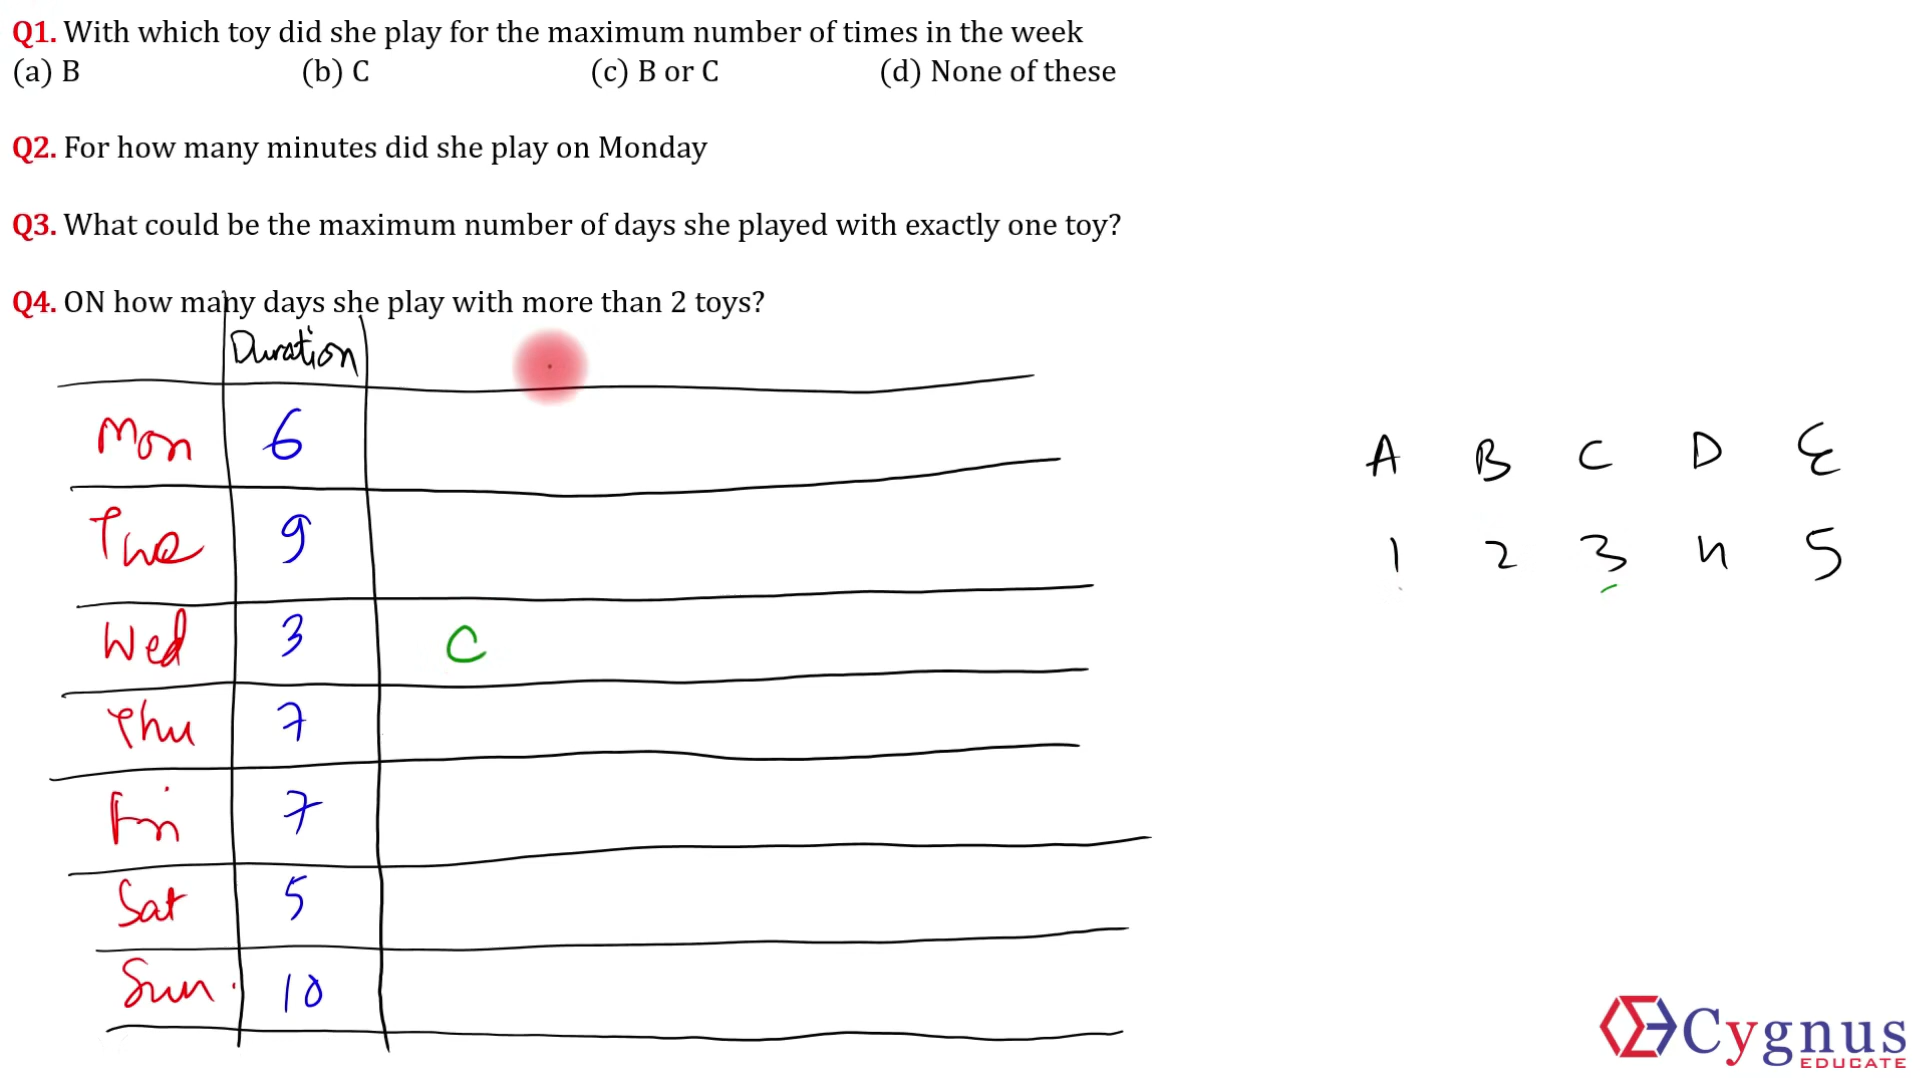 Q1. With which toy did she play for the maximum number of times in the week
(a) B (b) C (c) B or C (d) None of these
Q2. For how many minutes did she play on Monday
Q3. What could be the maximum number of days she played with exactly one toy?
Q4. ON how many days she play with more than 2 toys?
Duration
Mon 6
A B C D E
Tue 9
1 2 3 4 5
Wed 3 C
Thu 7
Fri 7
Sat 5
Sun 10
Cygnus
EDUCATE